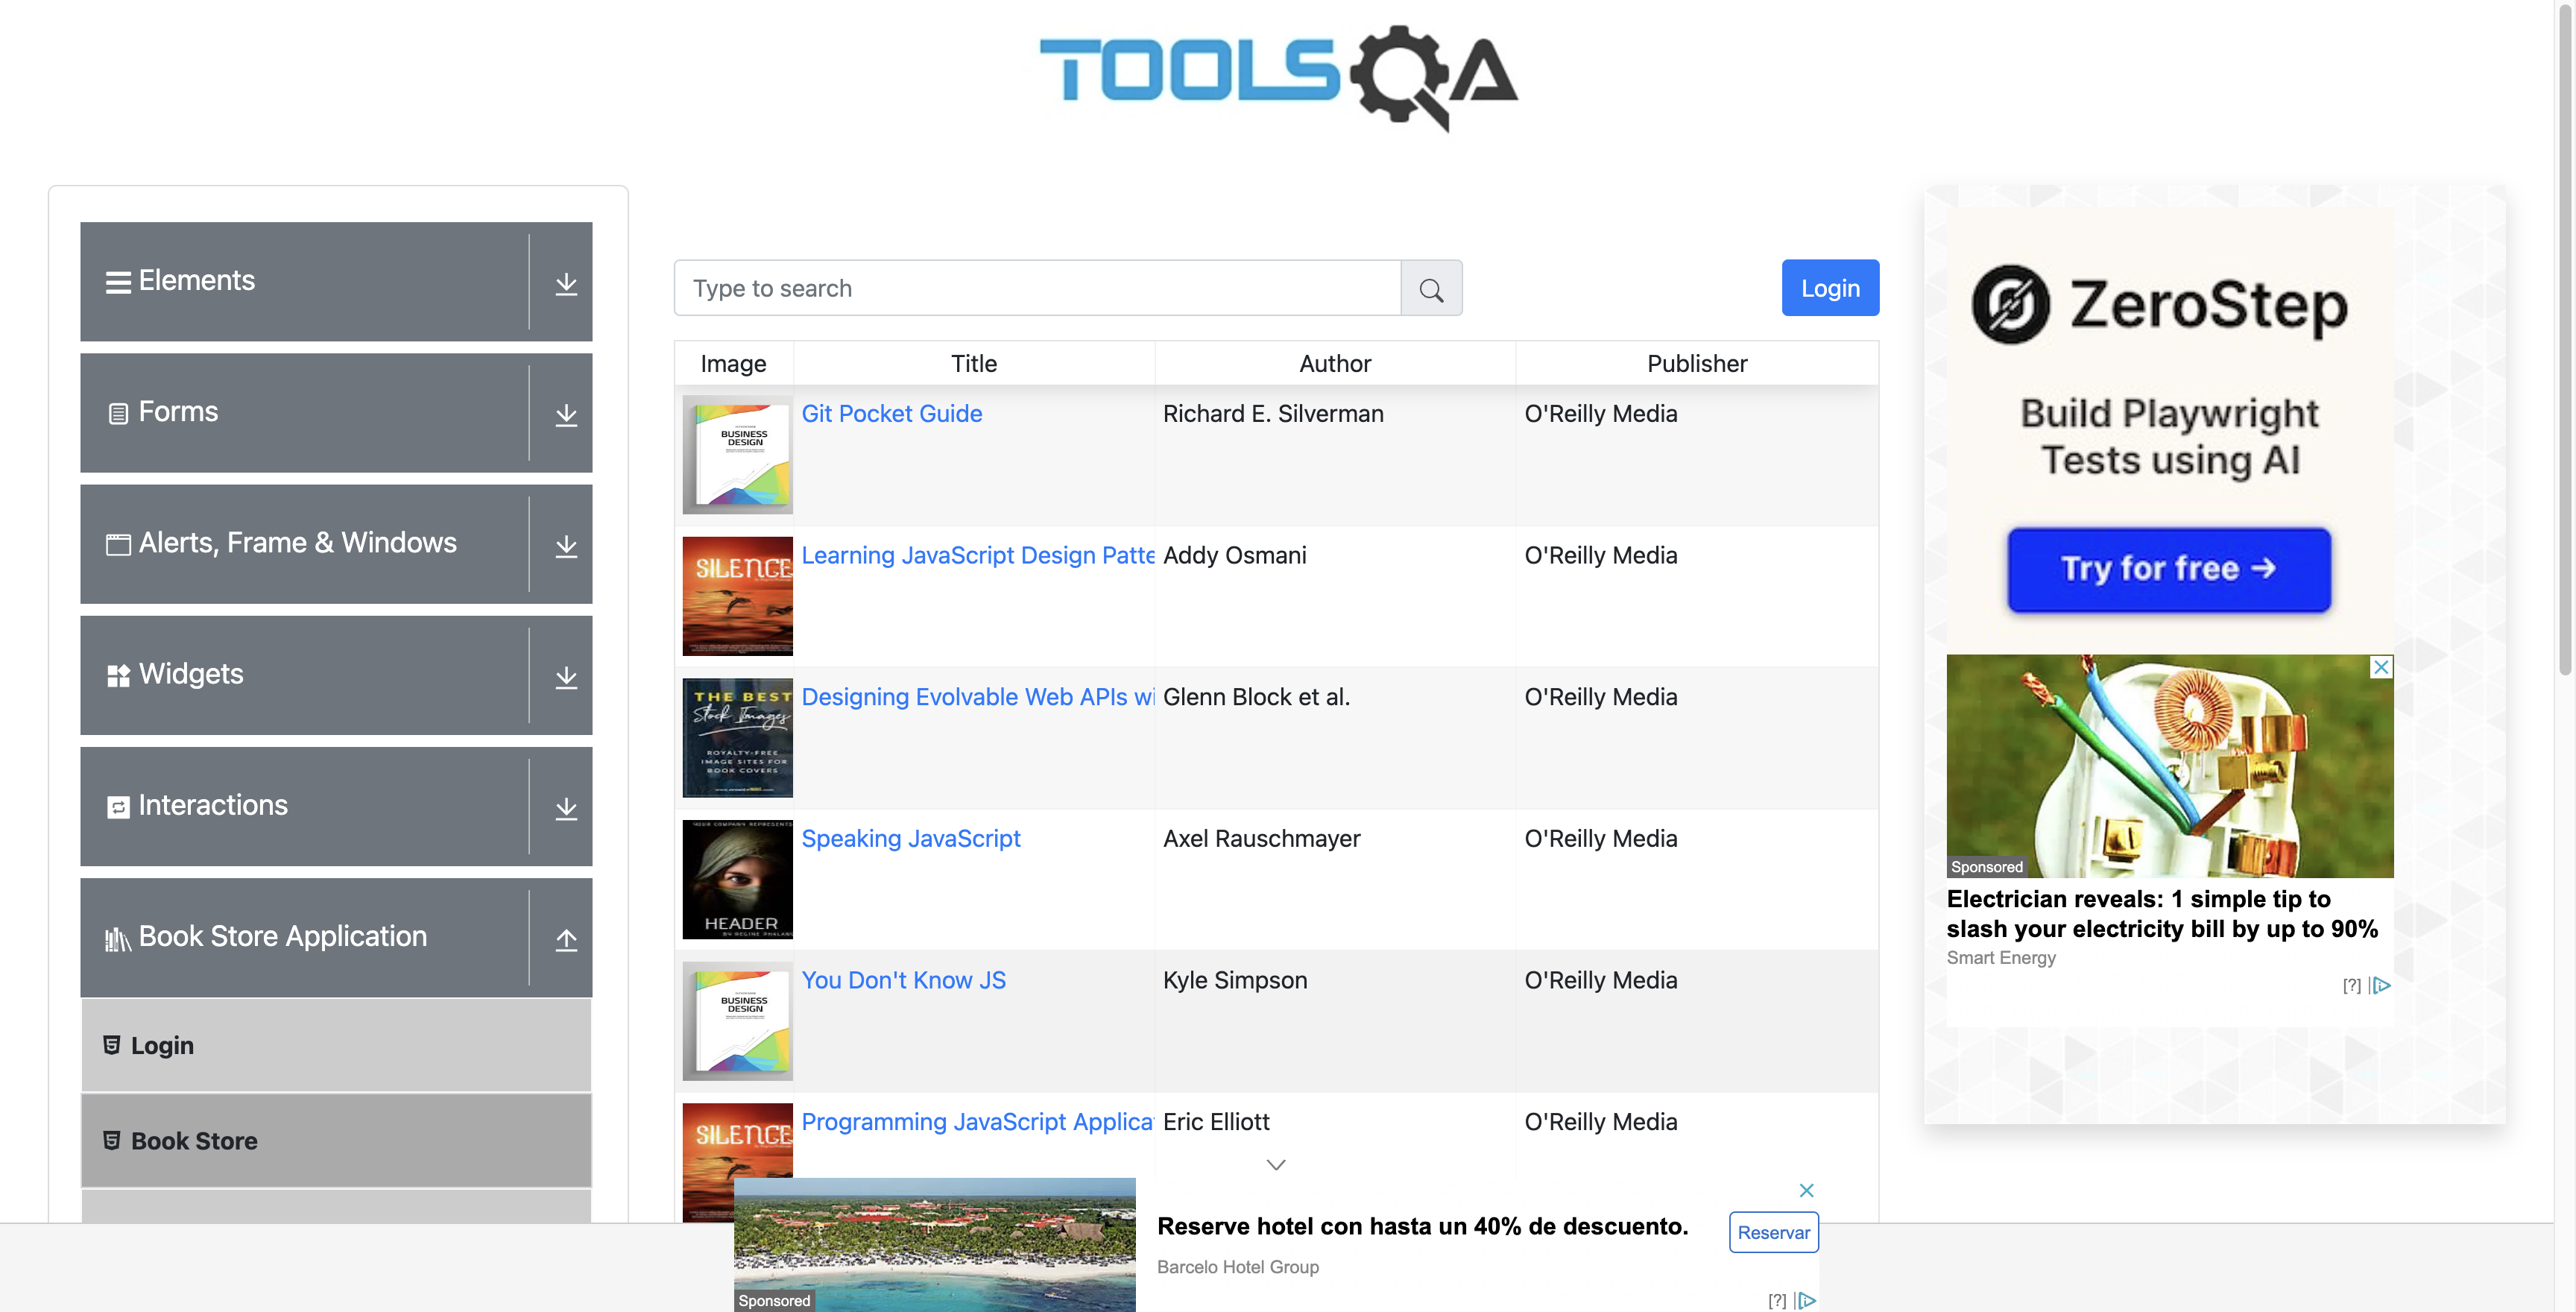 TOOLSQA
Elements
Forms
Alerts, Frame & Windows
Widgets
Interactions
Book Store Application
Login
Book Store
Type to search
Login
Image Title Author Publisher
BUSINESS
DESIGN
Git Pocket Guide Richard E. Silverman O'Reilly Media
SILENCE
Learning JavaScript Design Patte Addy Osmani O'Reilly Media
THE BEST
Stock Images
ROYALTY-FREE
IMAGE SITES FOR
BOOK COVERS
Designing Evolvable Web APIs wi Glenn Block et al. O'Reilly Media
YOUR COMPANY REPRESENTS
HEADER
Speaking JavaScript Axel Rauschmayer O'Reilly Media
BUSINESS
DESIGN
You Don't Know JS Kyle Simpson O'Reilly Media
SILENCE
Programming JavaScript Applica Eric Elliott O'Reilly Media
ZeroStep
Build Playwright
Tests using AI
Try for free →
Sponsored
Electrician reveals: 1 simple tip to
slash your electricity bill by up to 90%
Smart Energy
[?]
Sponsored
Reserve hotel con hasta un 40% de descuento.
Barcelo Hotel Group
Reservar
[?]